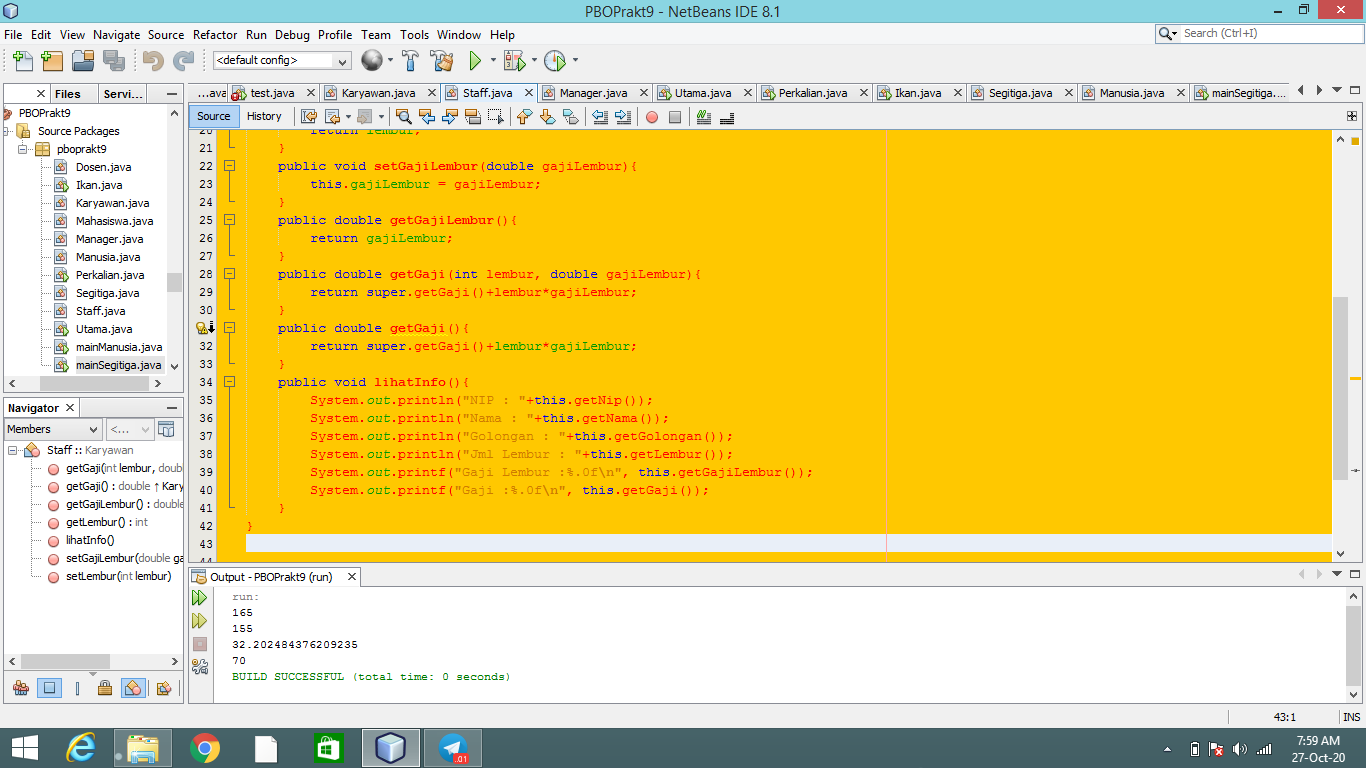 PBOPrakt9 - NetBeans IDE 8.1
File Edit View Navigate Source Refactor Run Debug Profile Team Tools Window Help
Search (Ctrl+I)
<default config>
Files Servi...
...ava test.java Karyawan.java Staff.java Manager.java Utama.java Perkalian.java Ikan.java Segitiga.java Manusia.java mainSegitiga....
PBOPrakt9
Source Packages
pboprakt9
Dosen.java
Ikan.java
Karyawan.java
Mahasiswa.java
Manager.java
Manusia.java
Perkalian.java
Segitiga.java
Staff.java
Utama.java
mainManusia.java
mainSegitiga.java
Navigator
Members <...
Staff :: Karyawan
getGaji(int lembur, doubl
getGaji() : double ↑ Kary
getGajiLembur() : double
getLembur() : int
lihatInfo()
setGajiLembur(double ga
setLembur(int lembur)
Source History
20 return lembur;
21 }
22 public void setGajiLembur(double gajiLembur){
23 this.gajiLembur = gajiLembur;
24 }
25 public double getGajiLembur(){
26 return gajiLembur;
27 }
28 public double getGaji(int lembur, double gajiLembur){
29 return super.getGaji()+lembur*gajiLembur;
30 }
public double getGaji(){
32 return super.getGaji()+lembur*gajiLembur;
33 }
34 public void lihatInfo(){
35 System.out.println("NIP : "+this.getNip());
36 System.out.println("Nama : "+this.getNama());
37 System.out.println("Golongan : "+this.getGolongan());
38 System.out.println("Jml Lembur : "+this.getLembur());
39 System.out.printf("Gaji Lembur :%.0f\n", this.getGajiLembur());
40 System.out.printf("Gaji :%.0f\n", this.getGaji());
41 }
42 }
43
44
Output - PBOPrakt9 (run)
run:
165
155
32.202484376209235
70
BUILD SUCCESSFUL (total time: 0 seconds)
43:1 INS
.01
7:59 AM
27-Oct-20